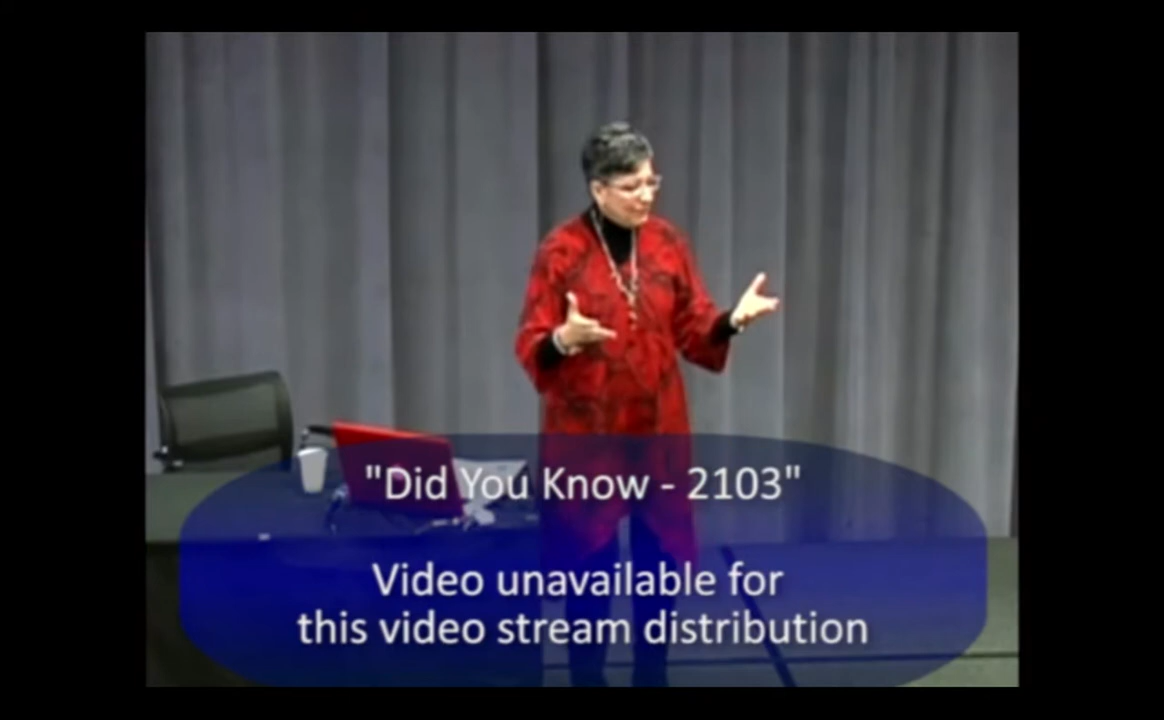 "Did You Know - 2103"
Video unavailable for
this video stream distribution